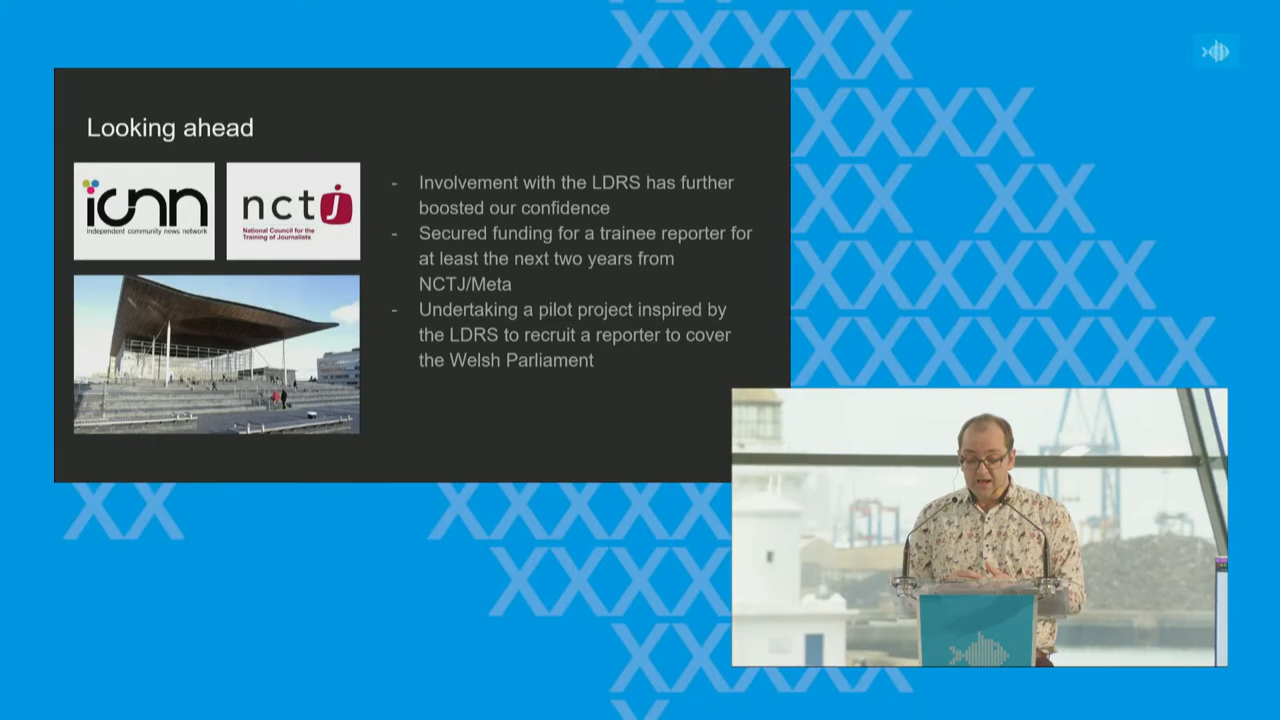 Looking ahead
icnn
independent community news network
nctj
National Council for the
Training of Journalists
- Involvement with the LDRS has further
boosted our confidence
- Secured funding for a trainee reporter for
at least the next two years from
NCTJ/Meta
- Undertaking a pilot project inspired by
the LDRS to recruit a reporter to cover
the Welsh Parliament